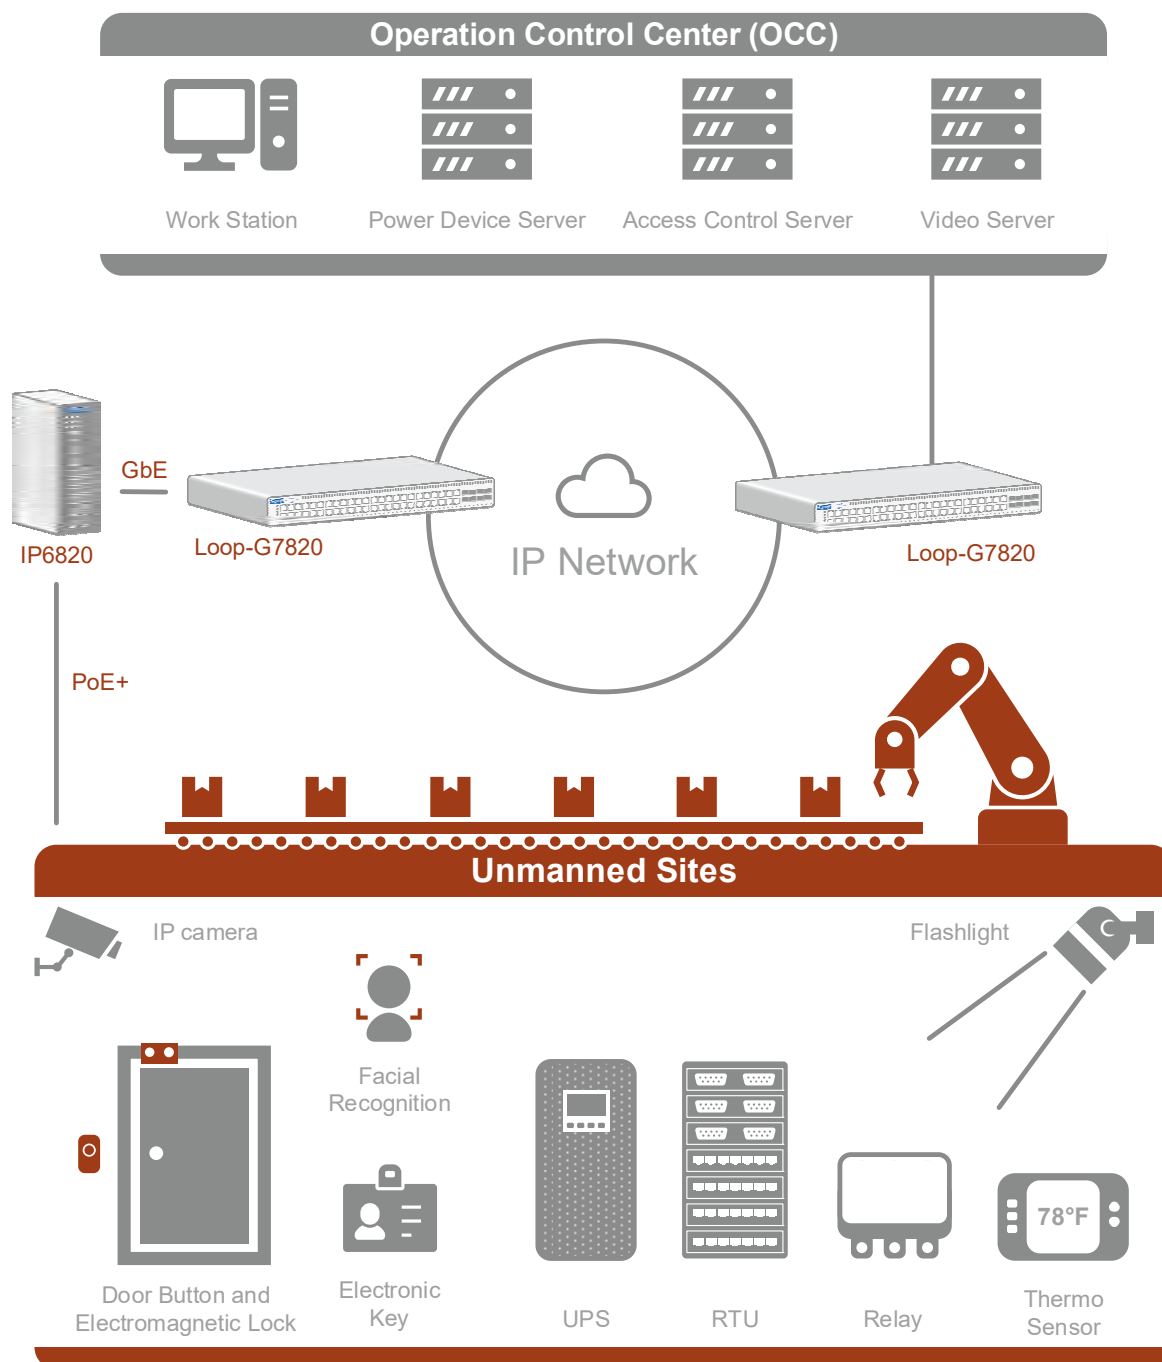 Operation Control Center (OCC)
Work Station
Power Device Server
Access Control Server
Video Server
GbE
IP6820
Loop-G7820
IP Network
Loop-G7820
PoE+
Unmanned Sites
IP camera
Flashlight
Facial
Recognition
78°F
Door Button and
Electromagnetic Lock
Electronic
Key
UPS
RTU
Relay
Thermo
Sensor